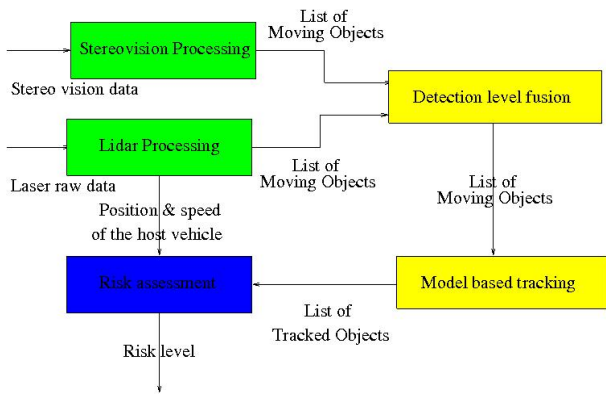 List of
Moving Objects
Stereovision Processing
Stereo vision data
Detection level fusion
Lidar Processing
Laser raw data
List of
Moving Objects
List of
Moving Objects
Position & speed
of the host vehicle
Risk assessment
Model based tracking
List of
Tracked Objects
Risk level